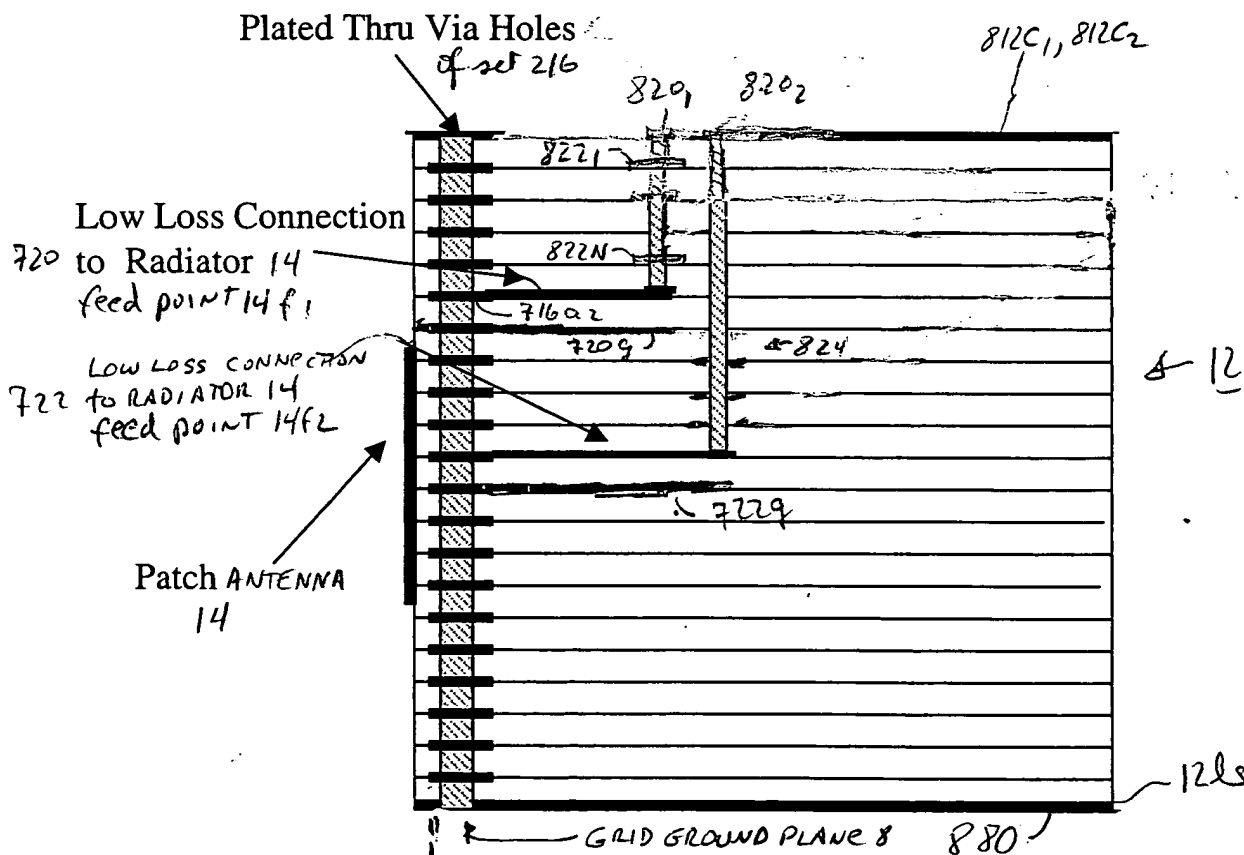 Plated Thru Via Holes
of set 216
812C1, 812C2
8201
8202
8221
Low Loss Connection
720 to Radiator 14
feed point 14f1
822N
716a2
720g
824
12
LOW LOSS CONNECTION
722 to RADIATOR 14
feed point 14f2
722g
Patch ANTENNA
14
12ls
GRID GROUND PLANE 8
880